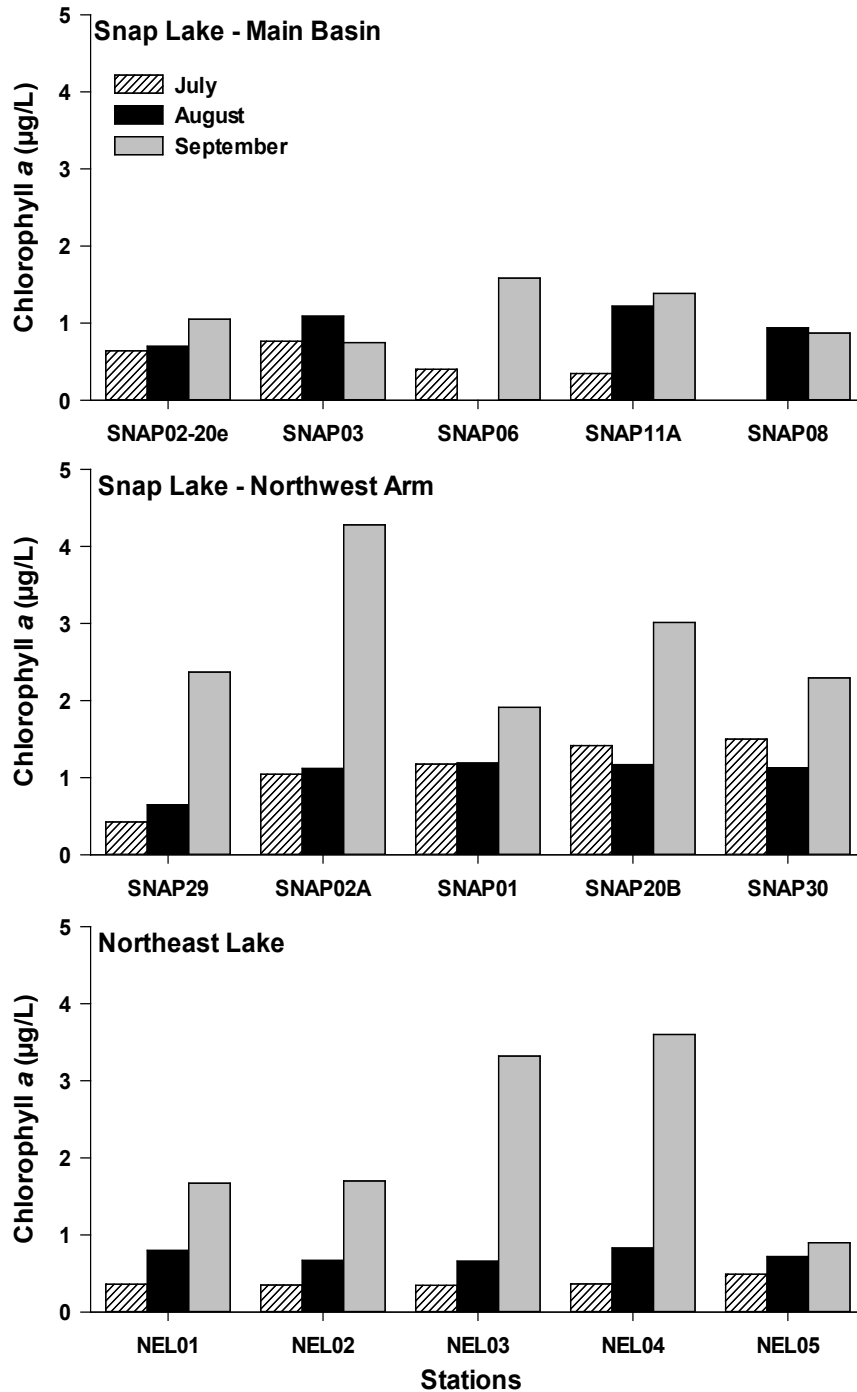 Snap Lake - Main Basin
July
August
September
Chlorophyll a (µg/L)
5
4
3
2
1
0
SNAP02-20e SNAP03 SNAP06 SNAP11A SNAP08
Snap Lake - Northwest Arm
Chlorophyll a (µg/L)
5
4
3
2
1
0
SNAP29 SNAP02A SNAP01 SNAP20B SNAP30
Northeast Lake
Chlorophyll a (µg/L)
5
4
3
2
1
0
NEL01 NEL02 NEL03 NEL04 NEL05
Stations